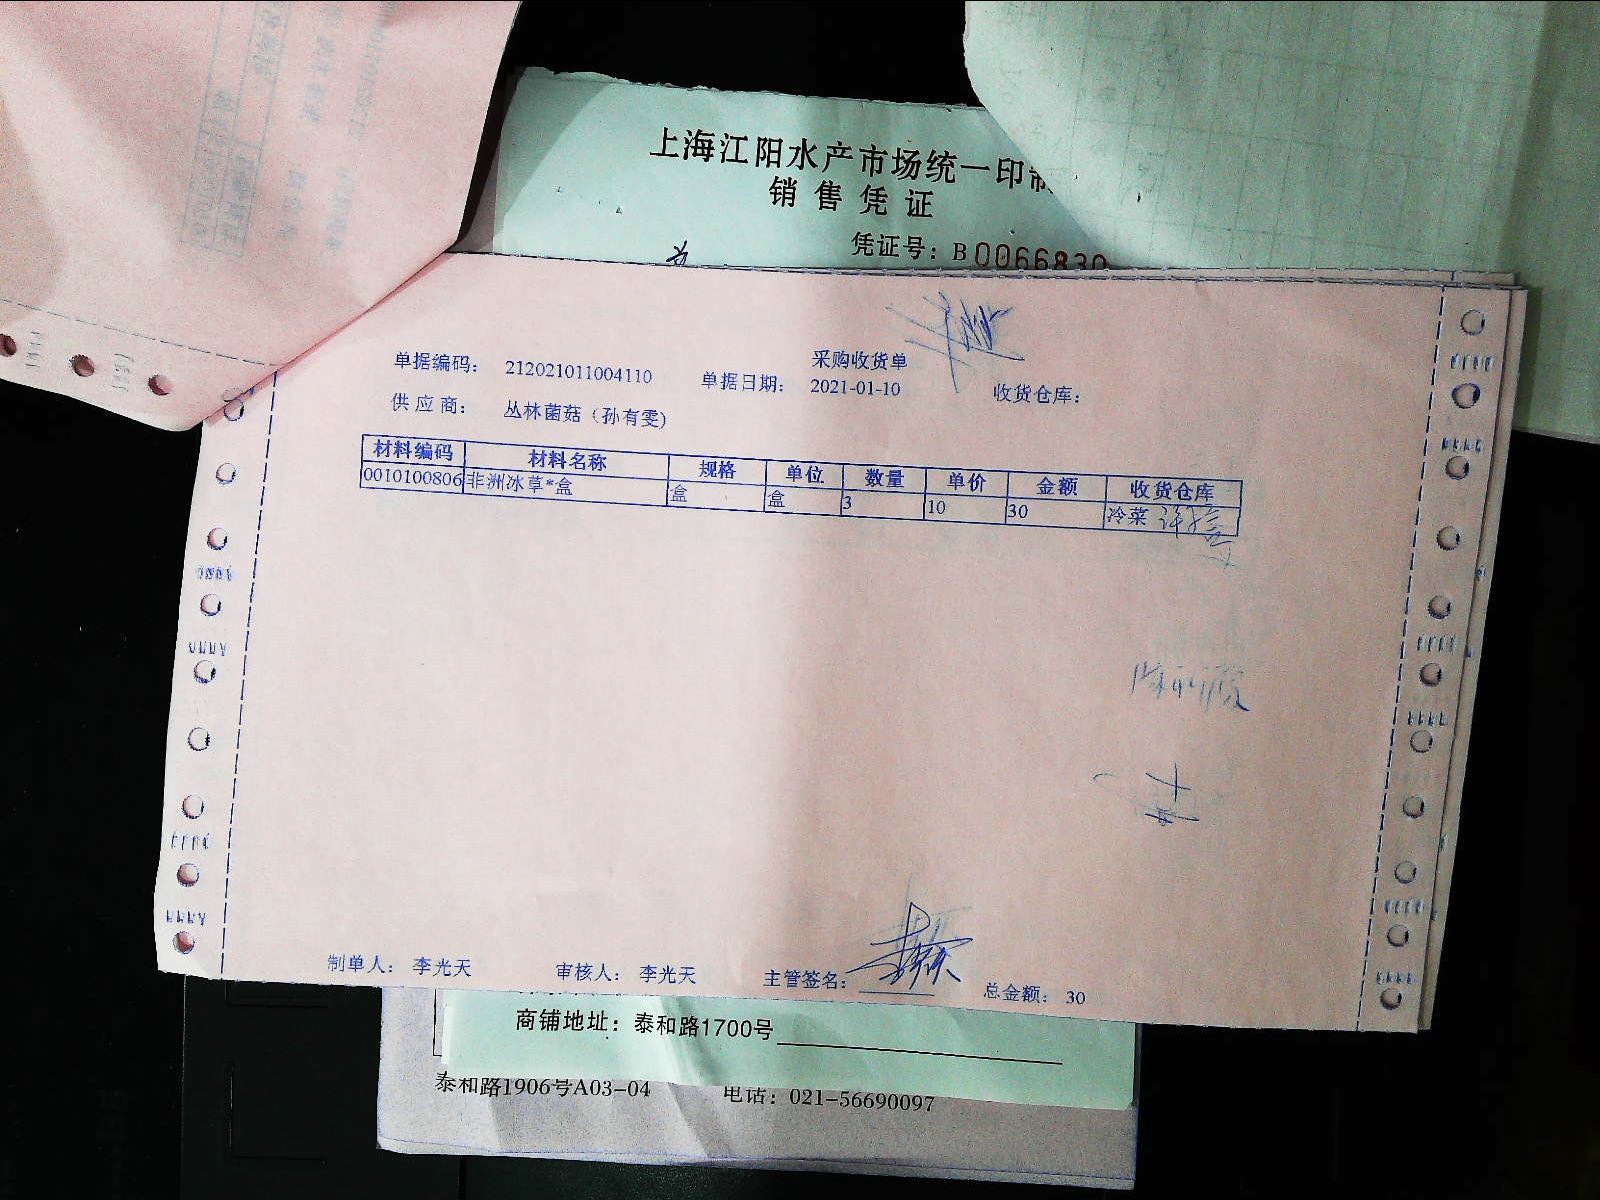 上海江阳水产市场统一印制
销售凭证
凭证号：B0066830
采购收货单
单据编码： 212021011004110 单据日期： 2021-01-10 收货仓库：
供应商： 丛林菌菇（孙有雯）
材料编码 材料名称 规格 单位 数量 单价 金额 收货仓库
0010100806 非洲冰草*盒 盒 盒 3 10 30 冷菜
制单人： 李光天 审核人： 李光天 主管签名： 总金额： 30
商铺地址：泰和路1700号
泰和路1906号A03-04 电话：021-56690097